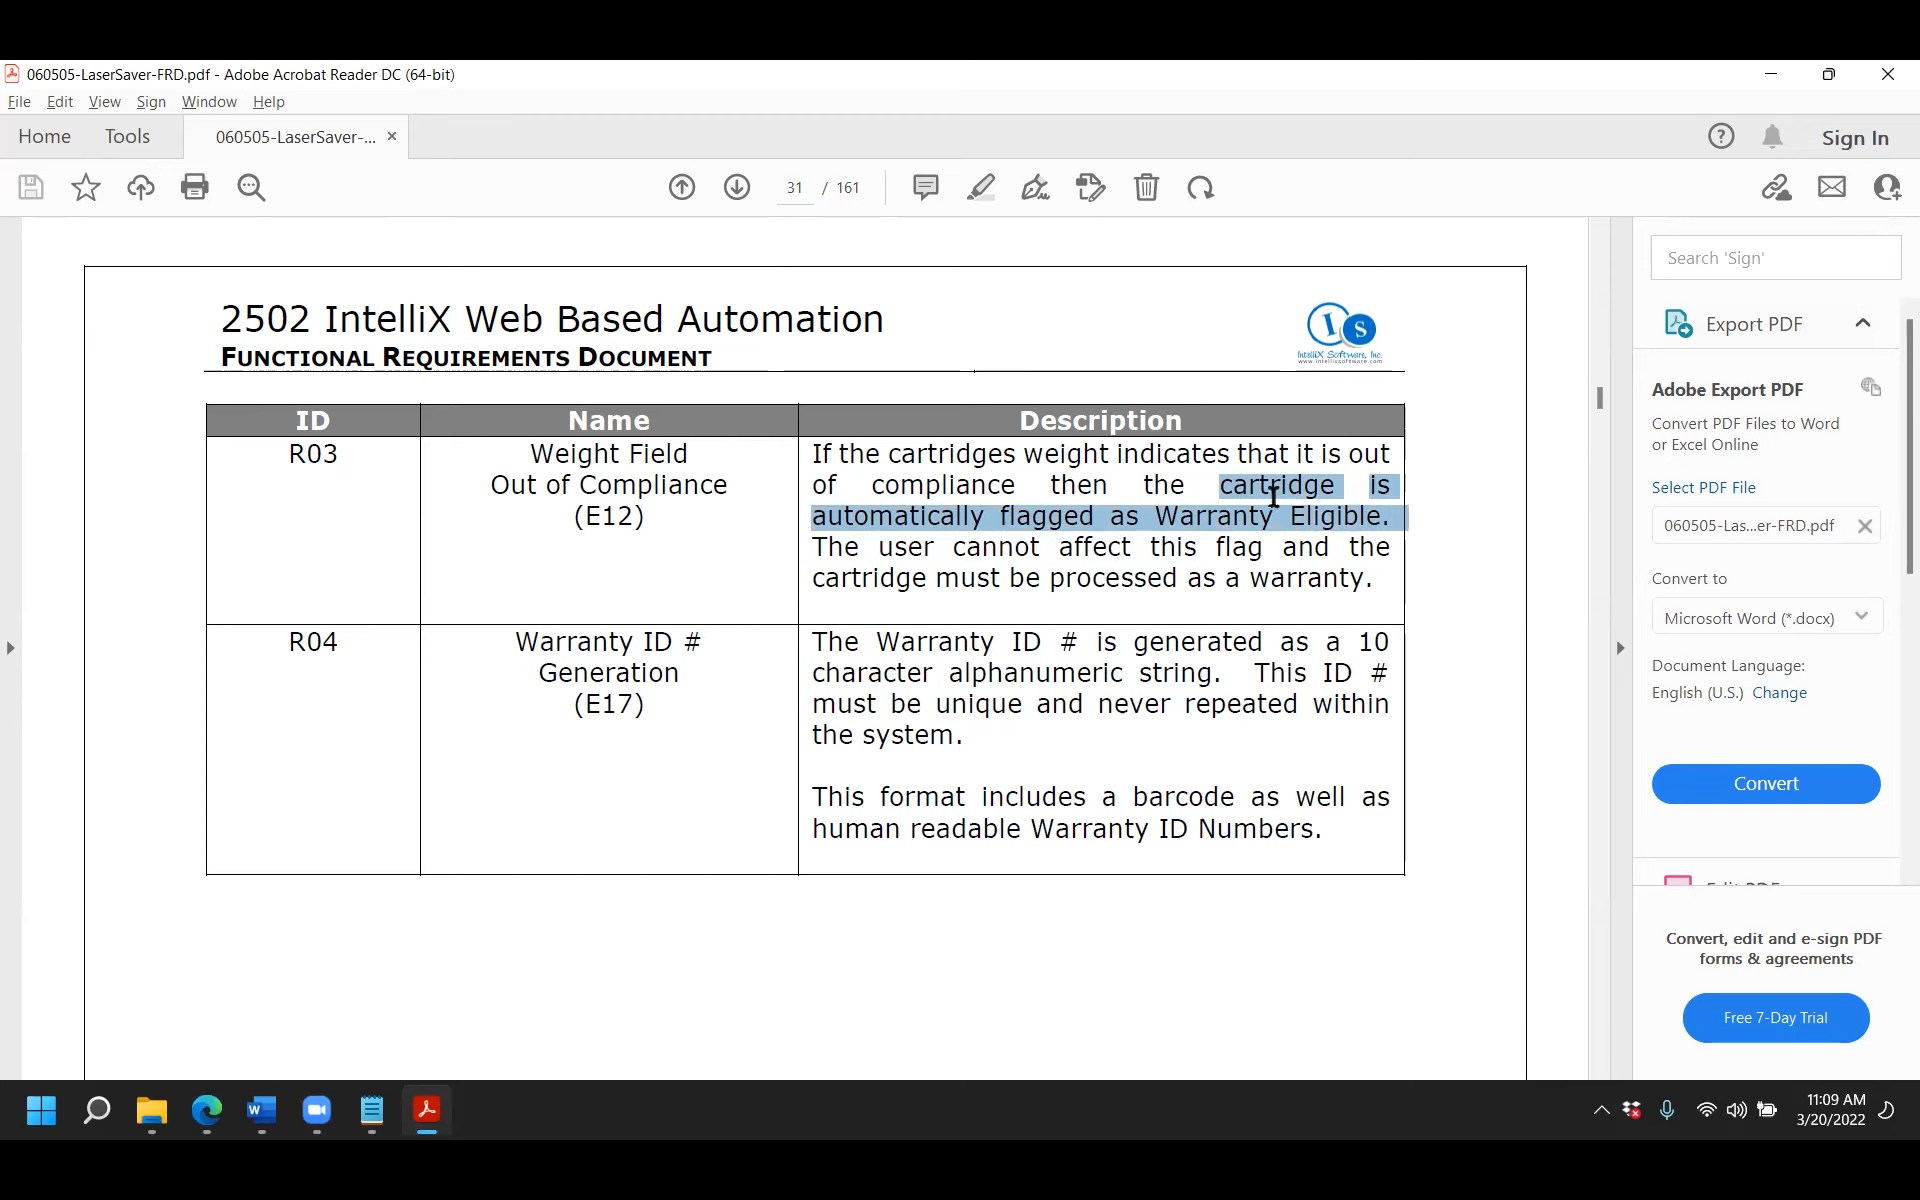 060505-LaserSaver-FRD.pdf - Adobe Acrobat Reader DC (64-bit)
File Edit View Sign Window Help
Home Tools 060505-LaserSaver-... Sign In
31 / 161
Search 'Sign'
Export PDF
Adobe Export PDF
Convert PDF Files to Word
or Excel Online
Select PDF File
060505-Las...er-FRD.pdf
Convert to
Microsoft Word (*.docx)
Document Language:
English (U.S.) Change
Convert
Edit PDF
Convert, edit and e-sign PDF
forms & agreements
Free 7-Day Trial
2502 IntelliX Web Based Automation
FUNCTIONAL REQUIREMENTS DOCUMENT
I S
IntelliX Software, Inc.
www.intellixsoftware.com
ID Name Description
R03
Weight Field
Out of Compliance
(E12)
If the cartridges weight indicates that it is out
of compliance then the cartridge is
automatically flagged as Warranty Eligible.
The user cannot affect this flag and the
cartridge must be processed as a warranty.
R04
Warranty ID #
Generation
(E17)
The Warranty ID # is generated as a 10
character alphanumeric string. This ID #
must be unique and never repeated within
the system.
This format includes a barcode as well as
human readable Warranty ID Numbers.
11:09 AM
3/20/2022